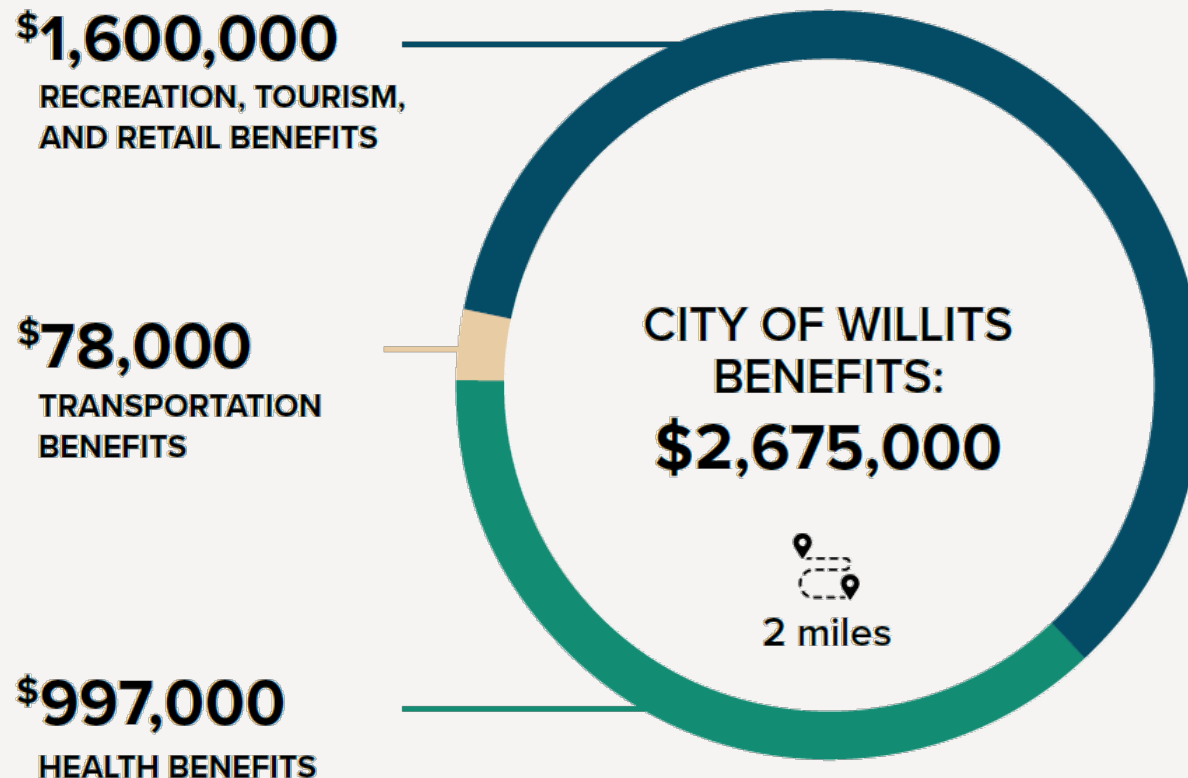 $1,600,000
RECREATION, TOURISM,
AND RETAIL BENEFITS
$78,000
TRANSPORTATION
BENEFITS
$997,000
HEALTH BENEFITS
CITY OF WILLITS
BENEFITS:
$2,675,000
2 miles